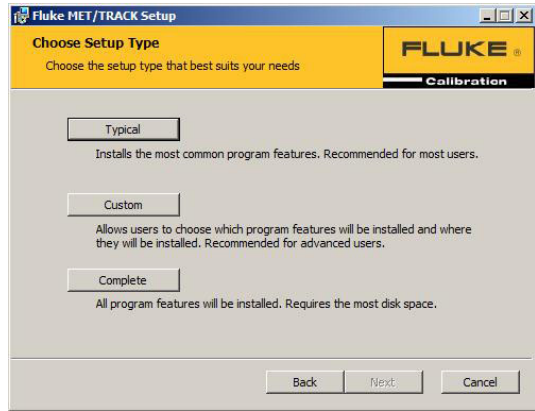 Fluke MET/TRACK Setup
Choose Setup Type
Choose the setup type that best suits your needs
FLUKE ®
Calibration
Typical
Installs the most common program features. Recommended for most users.
Custom
Allows users to choose which program features will be installed and where
they will be installed. Recommended for advanced users.
Complete
All program features will be installed. Requires the most disk space.
Back
Next
Cancel